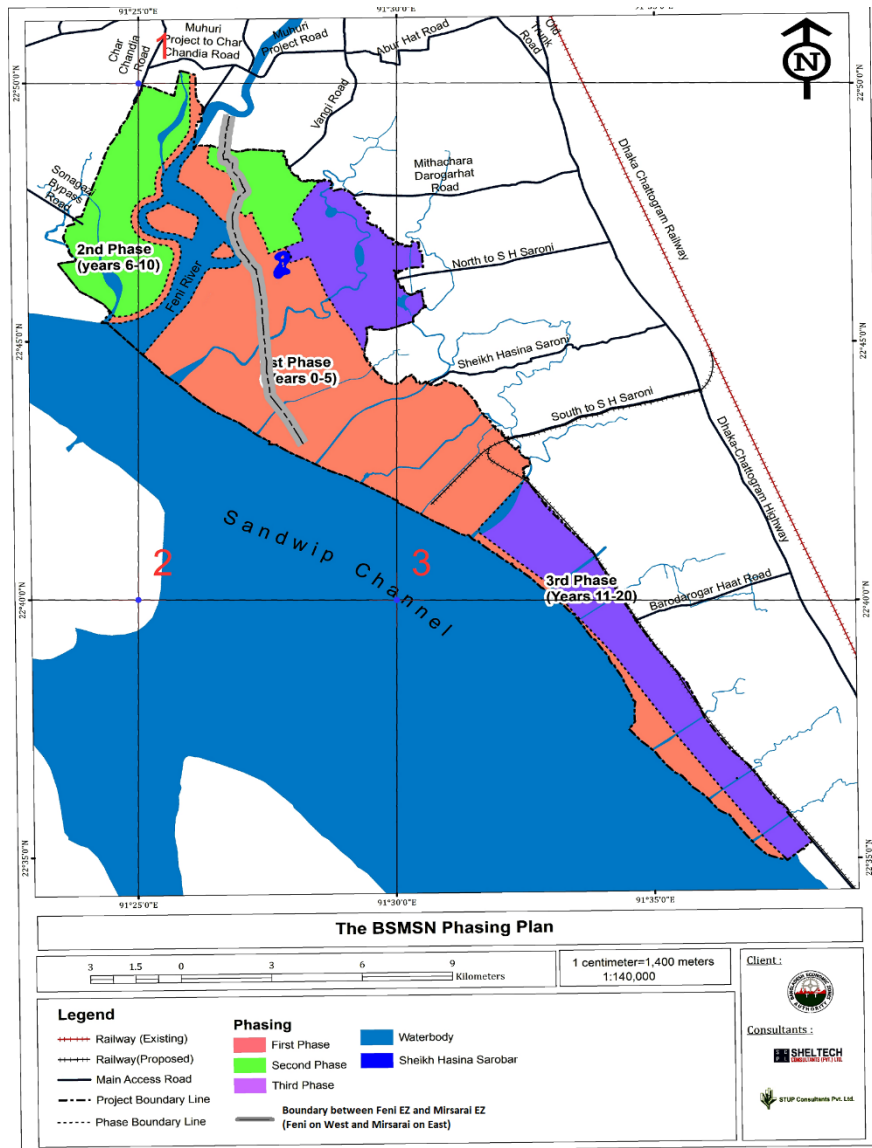 91°25'0"E
91°30'0"E
91°35'0"E
Char
Chandia
Road
1
Muhuri
Project to Char
Chandia Road
Muhuri
Project Road
Abur Hat Road
Old
Trunk
Road
N
22°50'0"N
22°50'0"N
Vangi Road
Dhaka Chattogram Railway
Mithachara
Darogarhat
Road
Sonagazi
Bypass
Road
2nd Phase
(years 6-10)
Feni River
North to S H Saroni
22°45'0"N
22°45'0"N
1st Phase
(Years 0-5)
Sheikh Hasina Saroni
South to S H Saroni
Dhaka-Chattogram Highway
Sandwip Channel
2
3
3rd Phase
(Years 11-20)
Barodarogar Haat Road
22°40'0"N
22°40'0"N
22°35'0"N
22°35'0"N
91°25'0"E
91°30'0"E
91°35'0"E
The BSMSN Phasing Plan
3 1.5 0 3 6 9
Kilometers
1 centimeter=1,400 meters
1:140,000
Client :
Consultants :
SHELTECH
CONSULTANTS (PVT.) LTD.
STUP Consultants Pvt. Ltd.
Legend
Railway (Existing)
Railway(Proposed)
Main Access Road
Project Boundary Line
Phase Boundary Line
Phasing
First Phase
Second Phase
Third Phase
Waterbody
Sheikh Hasina Sarobar
Boundary between Feni EZ and Mirsarai EZ
(Feni on West and Mirsarai on East)